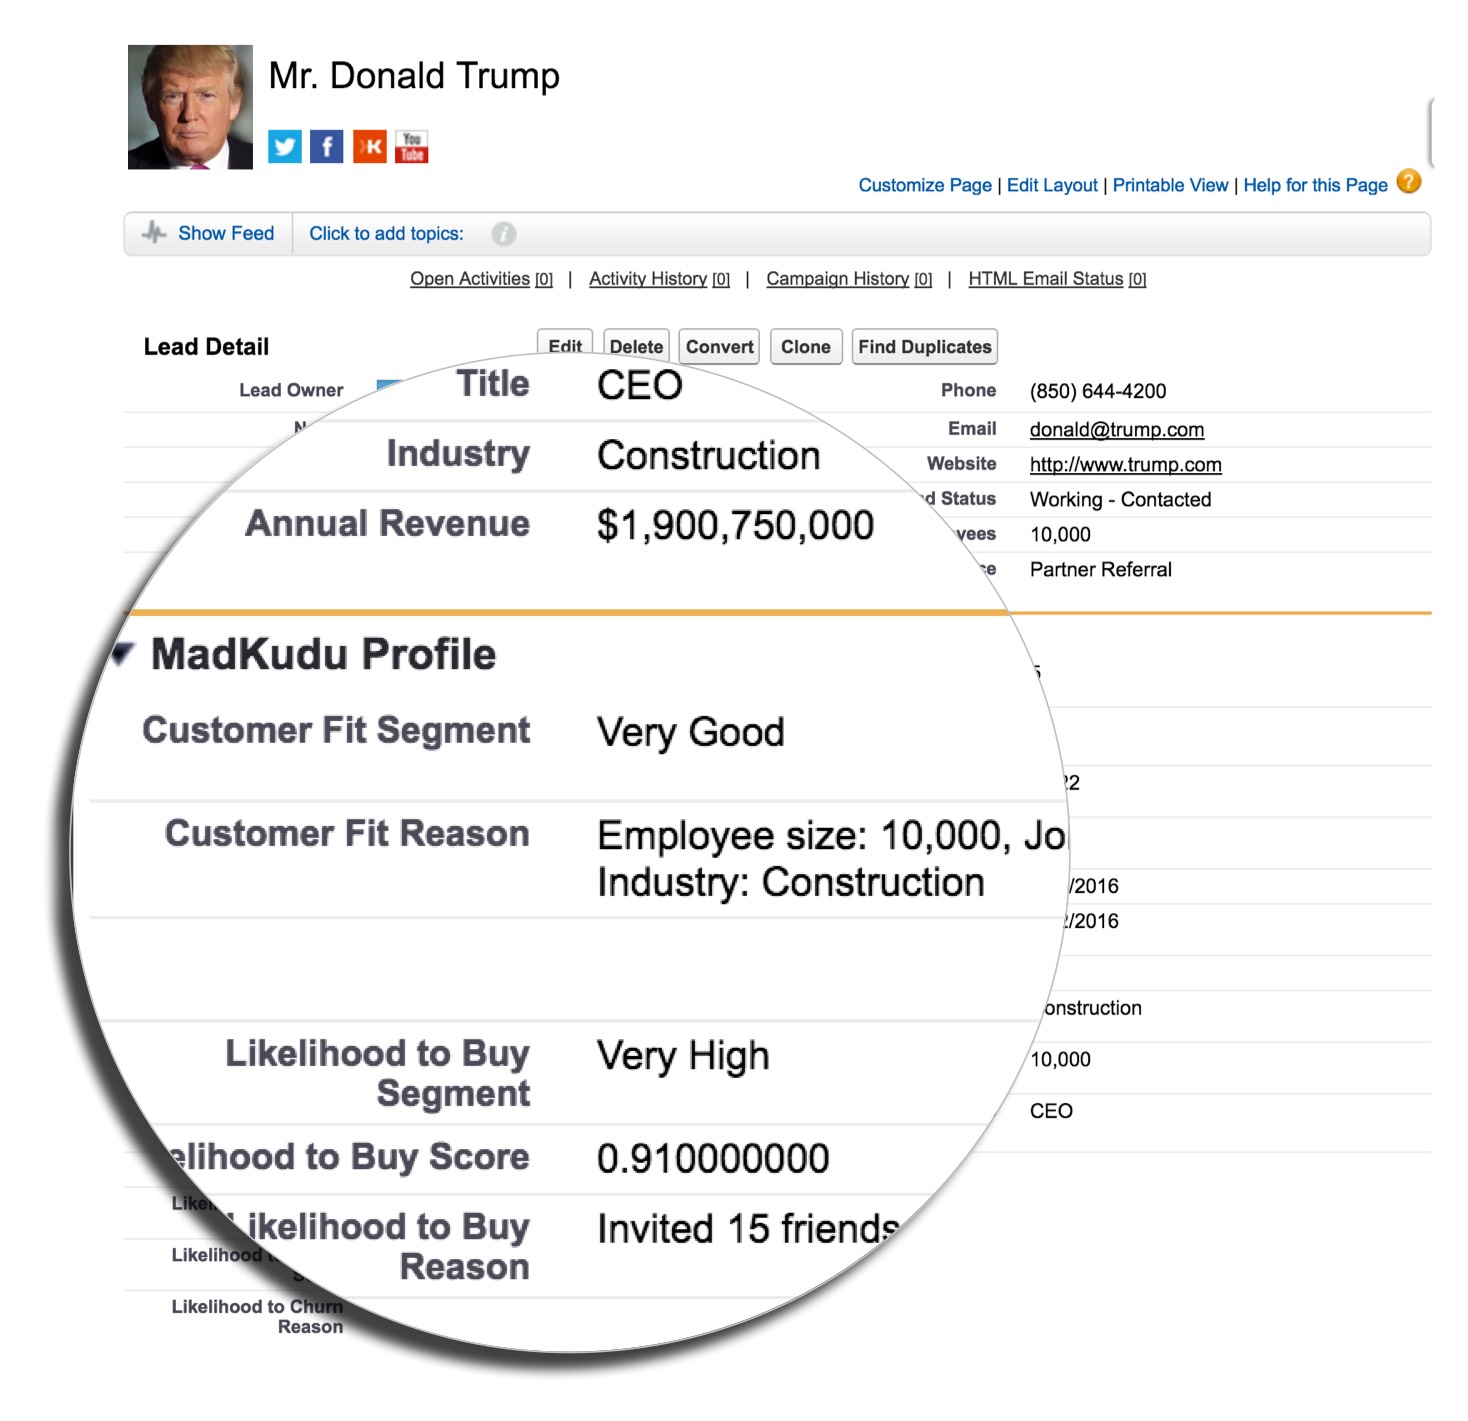 Mr. Donald Trump
You
Tube
Customize Page | Edit Layout | Printable View | Help for this Page ?
Show Feed
Click to add topics:
i
Open Activities [0] | Activity History [0] | Campaign History [0] | HTML Email Status [0]
Lead Detail
Edit
Delete
Convert
Clone
Find Duplicates
Lead Owner
Title CEO
Phone (850) 644-4200
Email donald@trump.com
Industry Construction
Website http://www.trump.com
Status Working - Contacted
Annual Revenue $1,900,750,000
10,000
Partner Referral
MadKudu Profile
Customer Fit Segment Very Good
Customer Fit Reason Employee size: 10,000,
Industry: Construction
/2016
/2016
onstruction
Likelihood to Buy
Segment
Very High
10,000
CEO
elihood to Buy Score 0.910000000
Likelihood to Buy
Reason
Invited 15 friends
Likelihood
Likelihood to Churn
Reason